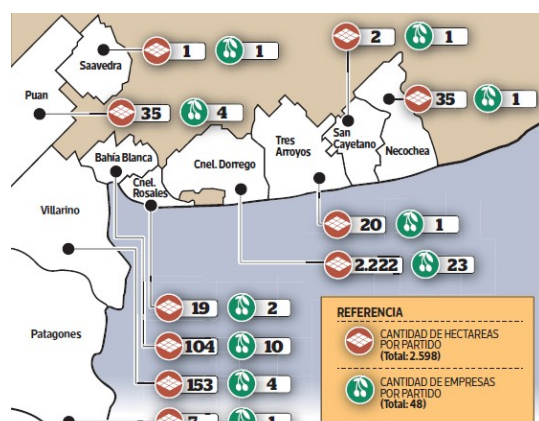 2 1
1 1
Saavedra
Puan
35 4
35 1
San
Cayetano
Tres
Arroyos
Necochea
Bahía Blanca
Cnel. Dorrego
Cnel.
Rosales
Villarino
20 1
2.222 23
19 2
104 10
153 4
Patagones
REFERENCIA
CANTIDAD DE HECTAREAS
POR PARTIDO
(Total: 2.598)
CANTIDAD DE EMPRESAS
POR PARTIDO
(Total: 48)